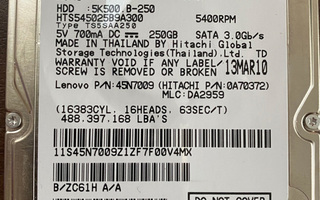 HDD :5K500.B-250
HTS545025B9A300 5400RPM
Type TS5SAA250
5V 700mA DC 250GB SATA 3.0Gb/s
MADE IN THAILAND BY Hitachi Global
Storage Technologies(Thailand) Ltd. TD
WARRANTY VOID IF ANY LABEL/ 13MAR10
SCREW IS REMOVED OR BROKEN
Lenovo P/N:45N7009 (HITACHI P/N:0A70372)
MLC:DA2959
(16383CYL. 16HEADS. 63SEC/T)
488.397.168 LBA'S
11S45N7009Z1ZF7F00V4MX
B/ZC61H A/A
DO NOT COVER